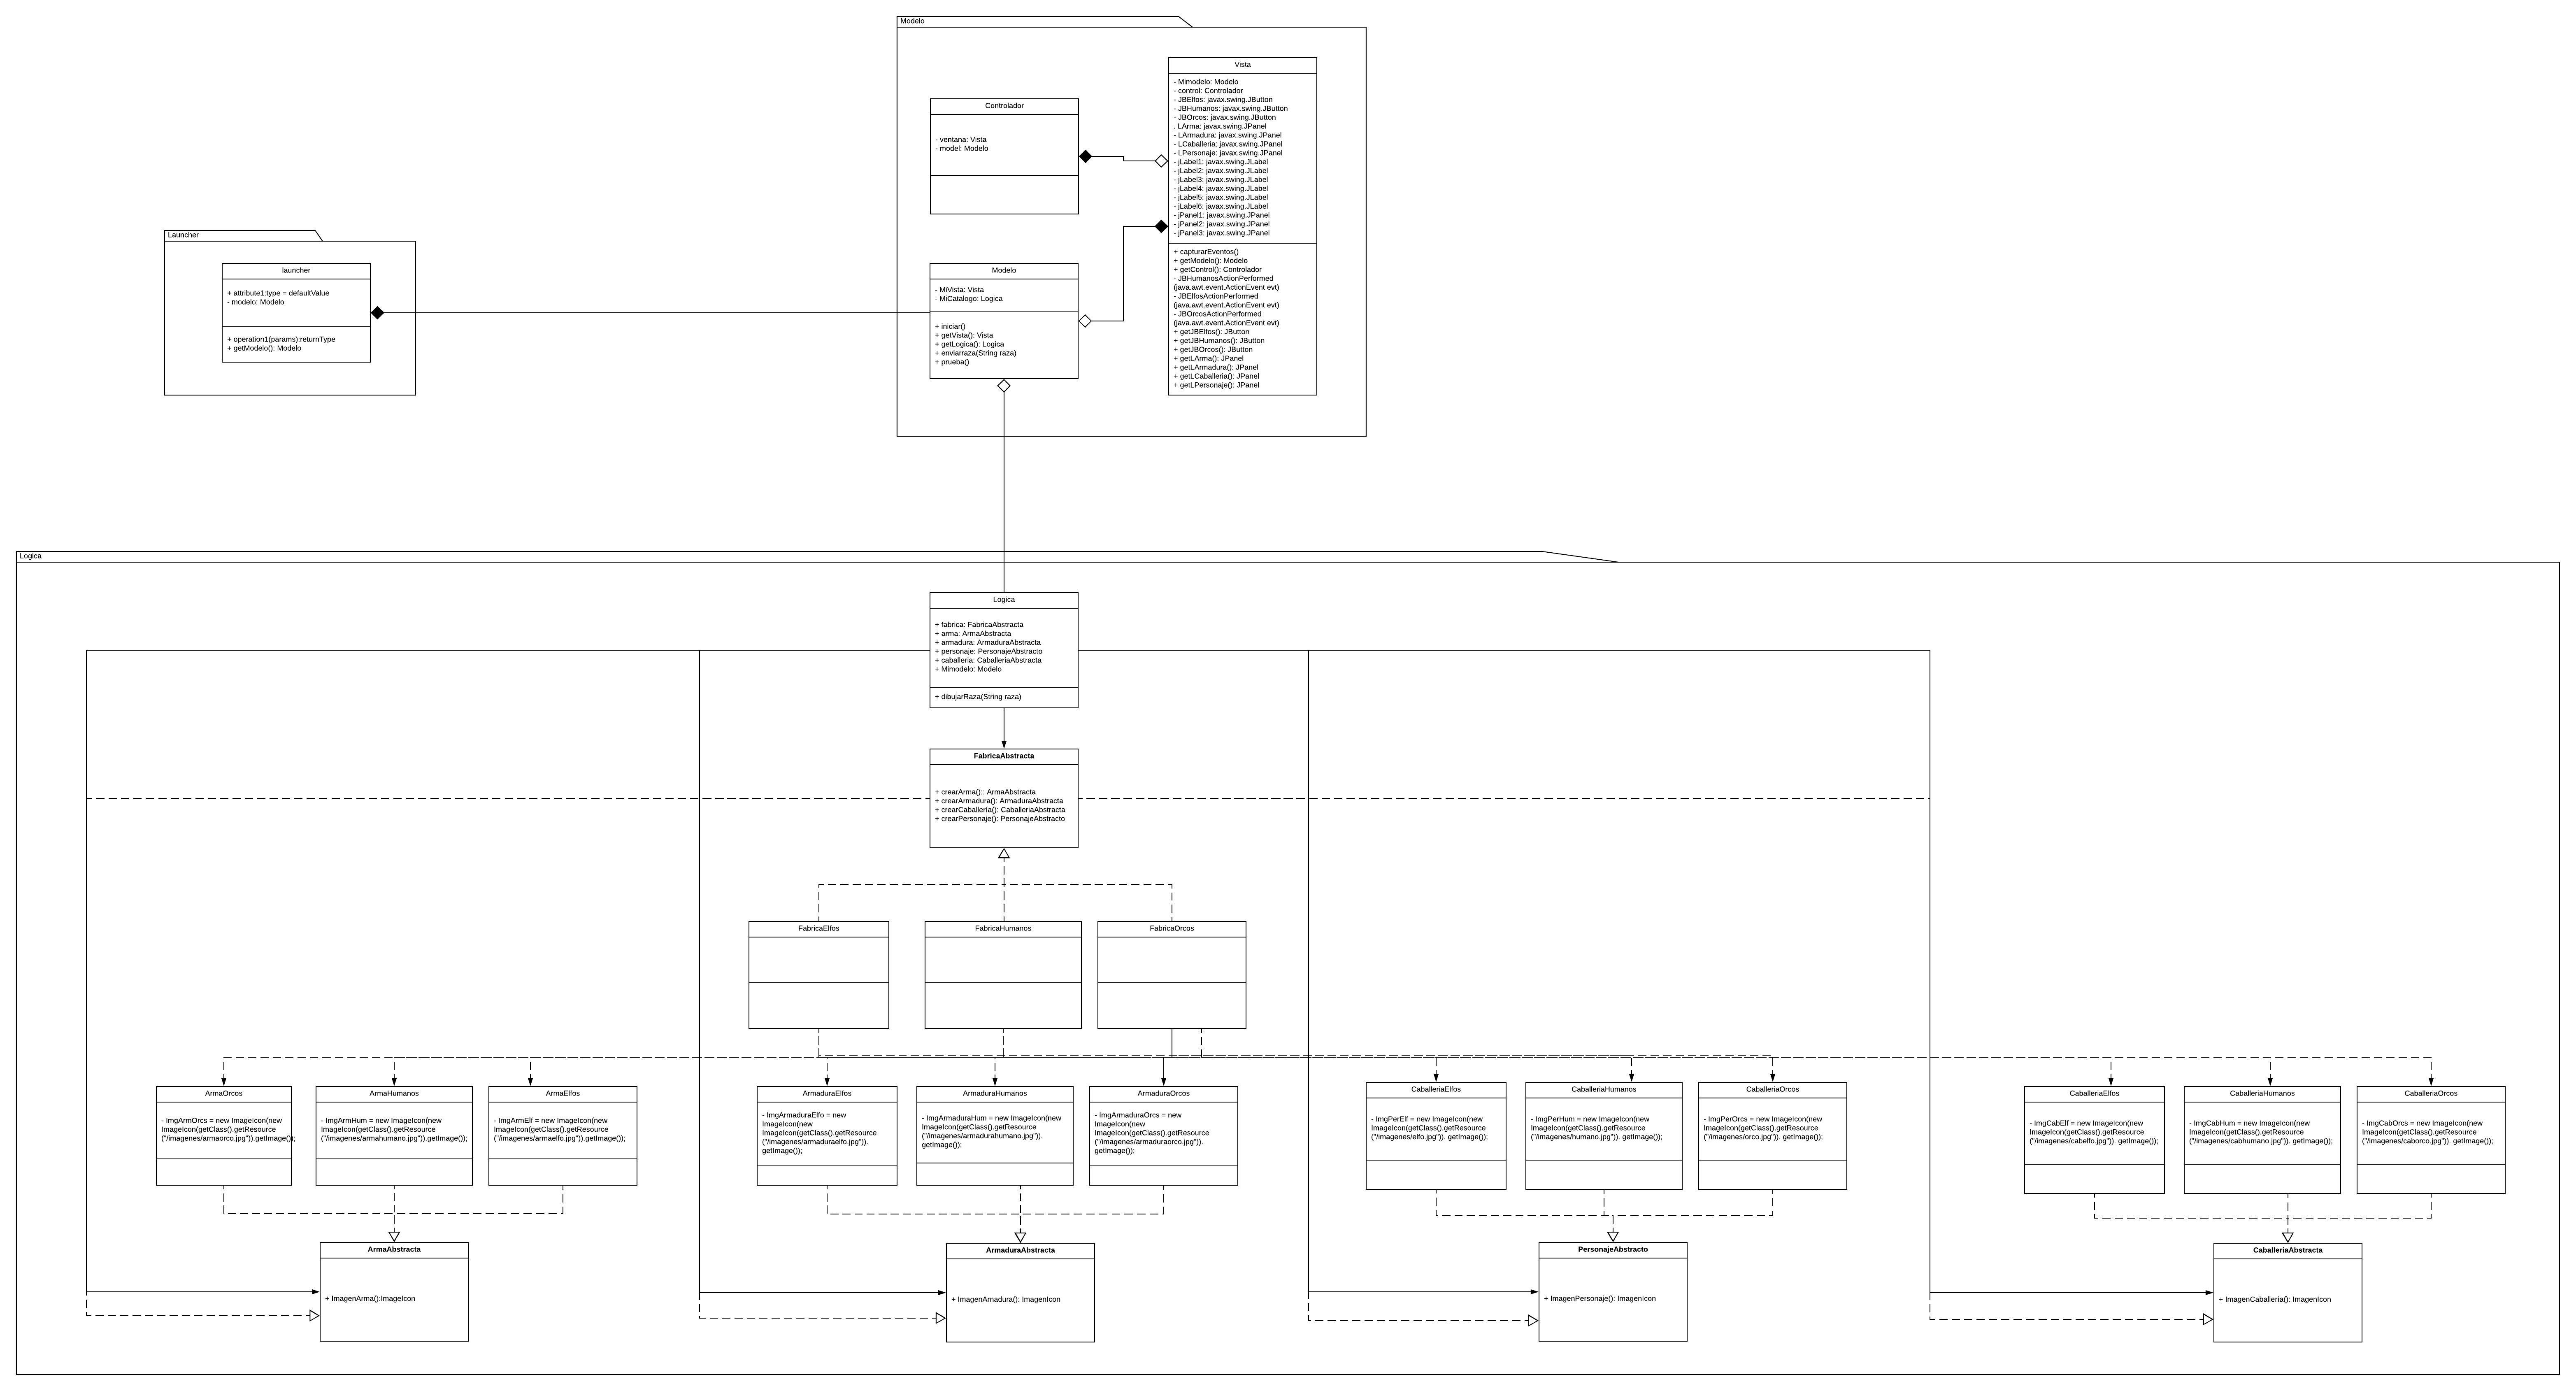 Modelo
Controlador
- ventana: Vista
- model: Modelo
Vista
- Mimodelo: Modelo
- control: Controlador
- JBElfos: javax.swing.JButton
- JBHumanos: javax.swing.JButton
- JBOrcos: javax.swing.JButton
. LArma: javax.swing.JPanel
- LArmadura: javax.swing.JPanel
- LCaballeria: javax.swing.JPanel
- LPersonaje: javax.swing.JPanel
- jLabel1: javax.swing.JLabel
- jLabel2: javax.swing.JLabel
- jLabel3: javax.swing.JLabel
- jLabel4: javax.swing.JLabel
- jLabel5: javax.swing.JLabel
- jLabel6: javax.swing.JLabel
- jPanel1: javax.swing.JPanel
- jPanel2: javax.swing.JPanel
- jPanel3: javax.swing.JPanel
+ capturarEventos()
+ getModelo(): Modelo
+ getControl(): Controlador
- JBHumanosActionPerformed
(java.awt.event.ActionEvent evt)
- JBElfosActionPerformed
(java.awt.event.ActionEvent evt)
- JBOrcosActionPerformed
(java.awt.event.ActionEvent evt)
+ getJBElfos(): JButton
+ getJBHumanos(): JButton
+ getJBOrcos(): JButton
+ getLArma(): JPanel
+ getLArmadura(): JPanel
+ getLCaballeria(): JPanel
+ getLPersonaje(): JPanel
Launcher
launcher
+ attribute1:type = defaultValue
- modelo: Modelo
+ operation1(params):returnType
+ getModelo(): Modelo
Modelo
- MiVista: Vista
- MiCatalogo: Logica
+ iniciar()
+ getVista(): Vista
+ getLogica(): Logica
+ enviarraza(String raza)
+ prueba()
Logica
Logica
+ fabrica: FabricaAbstracta
+ arma: ArmaAbstracta
+ armadura: ArmaduraAbstracta
+ personaje: PersonajeAbstracto
+ caballeria: CaballeriaAbstracta
+ Mimodelo: Modelo
+ dibujarRaza(String raza)
FabricaAbstracta
+ crearArma():: ArmaAbstracta
+ crearArmadura(): ArmaduraAbstracta
+ crearCaballería(): CaballeriaAbstracta
+ crearPersonaje(): PersonajeAbstracto
FabricaElfos
FabricaHumanos
FabricaOrcos
ArmaOrcos
- ImgArmOrcs = new ImageIcon(new
ImageIcon(getClass().getResource
("/imagenes/armaorco.jpg")).getImage());
ArmaHumanos
- ImgArmHum = new ImageIcon(new
ImageIcon(getClass().getResource
("/imagenes/armahumano.jpg")).getImage());
ArmaElfos
- ImgArmElf = new ImageIcon(new
ImageIcon(getClass().getResource
("/imagenes/armaelfo.jpg")).getImage());
ArmaduraElfos
- ImgArmaduraElfo = new
ImageIcon(new
ImageIcon(getClass().getResource
("/imagenes/armaduraelfo.jpg")).
getImage());
ArmaduraHumanos
- ImgArmaduraHum = new ImageIcon(new
ImageIcon(getClass().getResource
("/imagenes/armadurahumano.jpg")).
getImage());
ArmaduraOrcos
- ImgArmaduraOrcs = new
ImageIcon(new
ImageIcon(getClass().getResource
("/imagenes/armaduraorco.jpg")).
getImage());
CaballeriaElfos
- ImgPerElf = new ImageIcon(new
ImageIcon(getClass().getResource
("/imagenes/elfo.jpg")). getImage());
CaballeriaHumanos
- ImgPerHum = new ImageIcon(new
ImageIcon(getClass().getResource
("/imagenes/humano.jpg")). getImage());
CaballeriaOrcos
- ImgPerOrcs = new ImageIcon(new
ImageIcon(getClass().getResource
("/imagenes/orco.jpg")). getImage());
CaballeriaElfos
- ImgCabElf = new ImageIcon(new
ImageIcon(getClass().getResource
("/imagenes/cabelfo.jpg")). getImage());
CaballeriaHumanos
- ImgCabHum = new ImageIcon(new
ImageIcon(getClass().getResource
("/imagenes/cabhumano.jpg")). getImage());
CaballeriaOrcos
- ImgCabOrcs = new ImageIcon(new
ImageIcon(getClass().getResource
("/imagenes/caborco.jpg")). getImage());
ArmaAbstracta
+ ImagenArma():ImageIcon
ArmaduraAbstracta
+ ImagenArnadura(): ImagenIcon
PersonajeAbstracto
+ ImagenPersonaje(): ImagenIcon
CaballeriaAbstracta
+ ImagenCaballería(): ImagenIcon